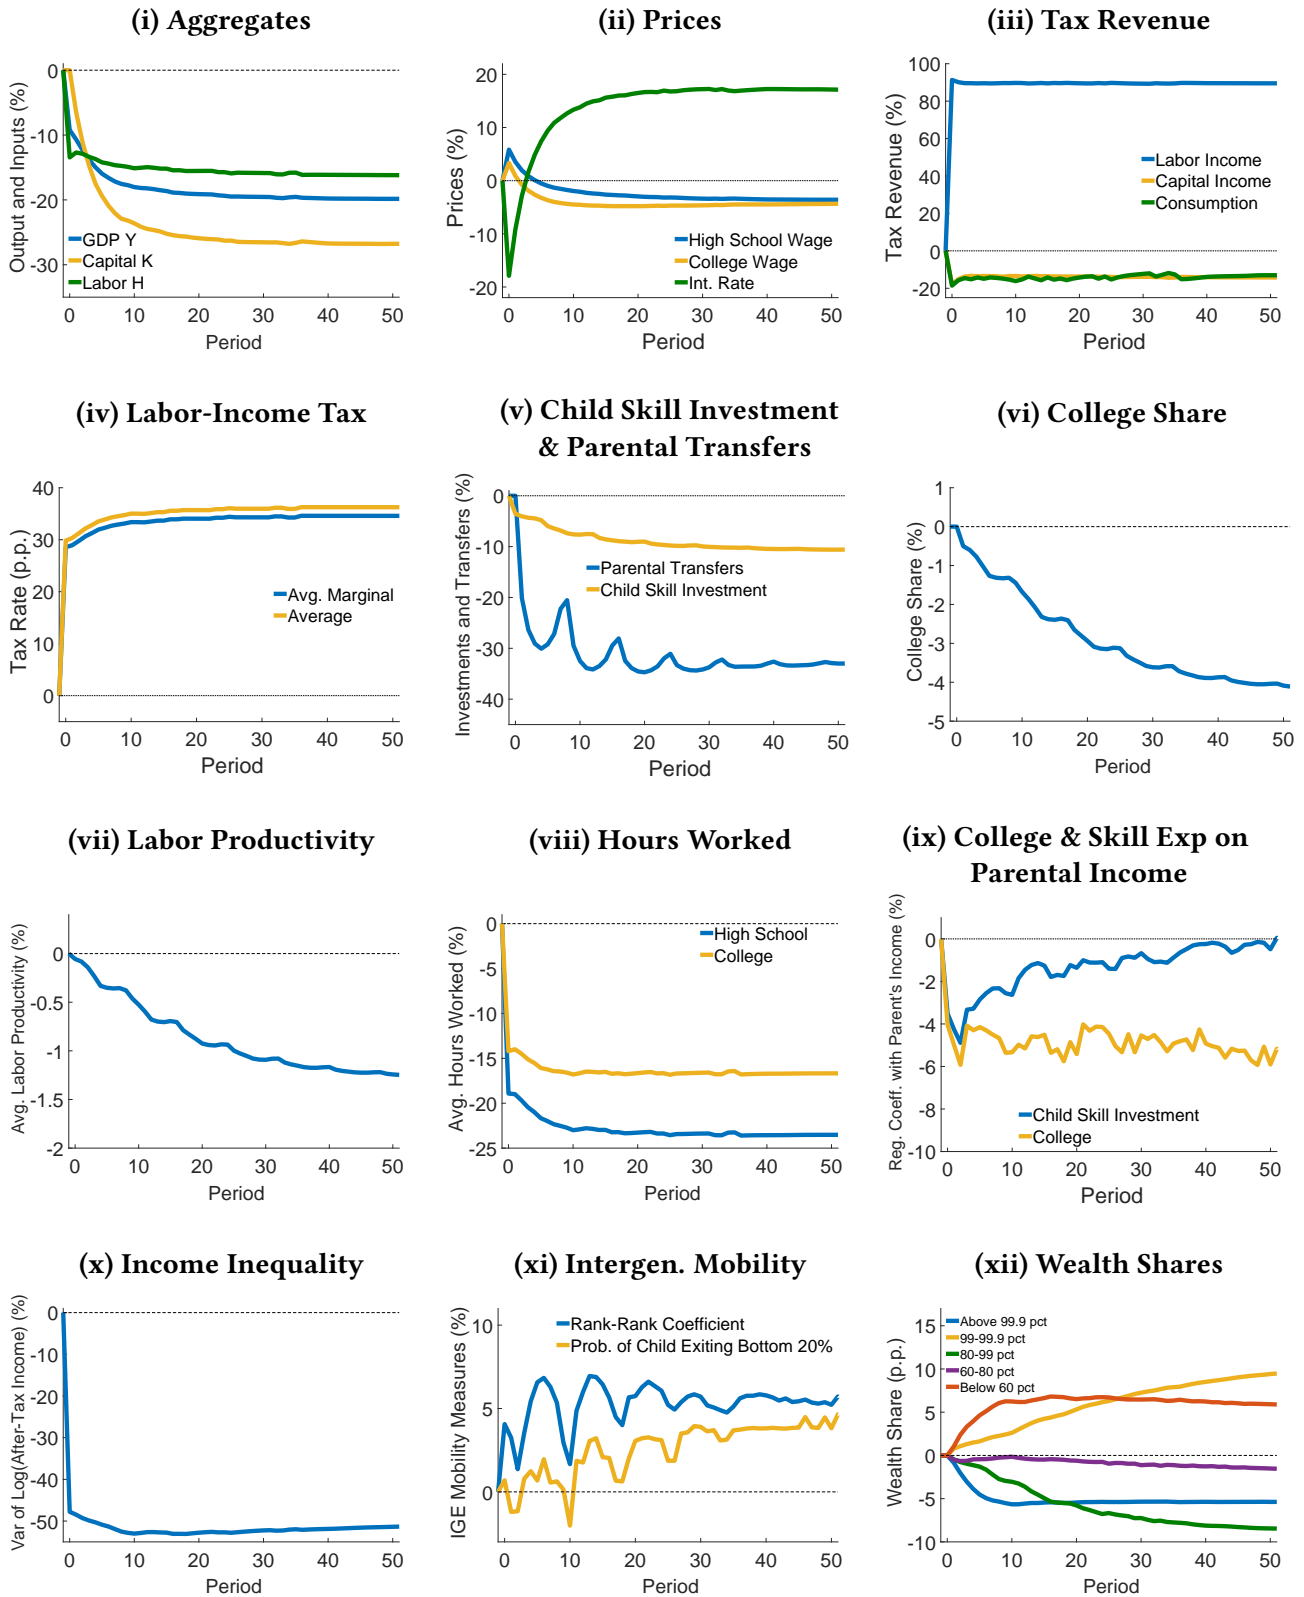 (i) Aggregates
Output and Inputs (%)
0
-10
-20
-30
GDP Y
Capital K
Labor H
0 10 20 30 40 50
Period
(ii) Prices
Prices (%)
20
10
0
-10
-20
High School Wage
College Wage
Int. Rate
0 10 20 30 40 50
Period
(iii) Tax Revenue
Tax Revenue (%)
100
80
60
40
20
0
-20
Labor Income
Capital Income
Consumption
0 10 20 30 40 50
Period
(iv) Labor-Income Tax
Tax Rate (p.p.)
40
30
20
10
0
Avg. Marginal
Average
0 10 20 30 40 50
Period
(v) Child Skill Investment
& Parental Transfers
Investments and Transfers (%)
0
-10
-20
-30
-40
Parental Transfers
Child Skill Investment
0 10 20 30 40 50
Period
(vi) College Share
College Share (%)
1
0
-1
-2
-3
-4
-5
0 10 20 30 40 50
Period
(vii) Labor Productivity
Avg. Labor Productivity (%)
0
-0.5
-1
-1.5
-2
0 10 20 30 40 50
Period
(viii) Hours Worked
Avg. Hours Worked (%)
0
-5
-10
-15
-20
-25
High School
College
0 10 20 30 40 50
Period
(ix) College & Skill Exp on
Parental Income
Reg. Coeff. with Parent's Income (%)
0
-2
-4
-6
-8
-10
Child Skill Investment
College
0 10 20 30 40 50
Period
(x) Income Inequality
Var of Log(After-Tax Income) (%)
0
-10
-20
-30
-40
-50
0 10 20 30 40 50
Period
(xi) Intergen. Mobility
IGE Mobility Measures (%)
10
5
0
Rank-Rank Coefficient
Prob. of Child Exiting Bottom 20%
0 10 20 30 40 50
Period
(xii) Wealth Shares
Wealth Share (p.p.)
15
10
5
0
-5
-10
Above 99.9 pct
99-99.9 pct
80-99 pct
60-80 pct
Below 60 pct
0 10 20 30 40 50
Period